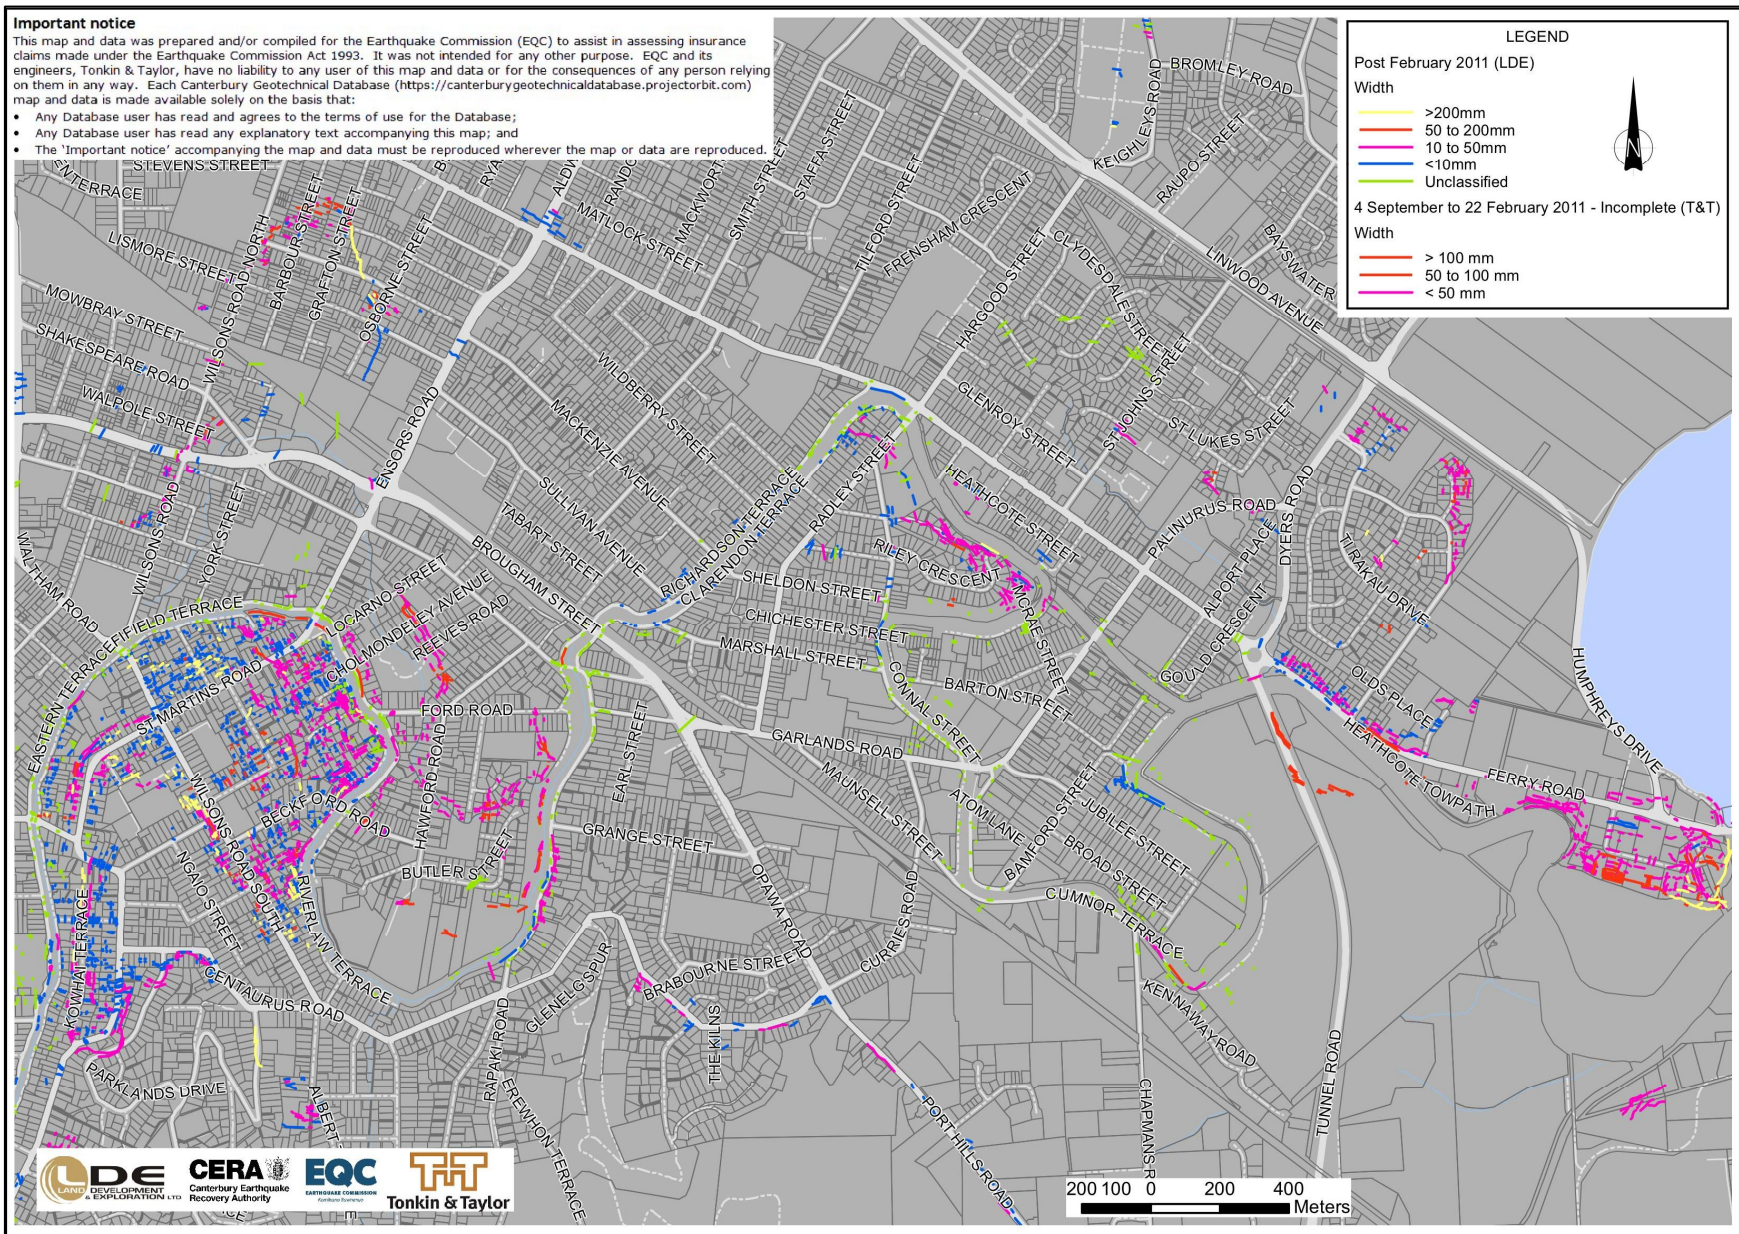 Important notice
This map and data was prepared and/or compiled for the Earthquake Commission (EQC) to assist in assessing insurance
claims made under the Earthquake Commission Act 1993. It was not intended for any other purpose. EQC and its
engineers, Tonkin & Taylor, have no liability to any user of this map and data or for the consequences of any person relying
on them in any way. Each Canterbury Geotechnical Database (https://canterburygeotechnicaldatabase.projectorbit.com)
map and data is made available solely on the basis that:
• Any Database user has read and agrees to the terms of use for the Database;
• Any Database user has read any explanatory text accompanying this map; and
• The 'Important notice' accompanying the map and data must be reproduced wherever the map or data are reproduced.
LEGEND
Post February 2011 (LDE)
Width
>200mm
50 to 200mm
10 to 50mm
<10mm
Unclassified
4 September to 22 February 2011 - Incomplete (T&T)
Width
> 100 mm
50 to 100 mm
< 50 mm
N
BROMLEY ROAD
KEIGHLEYS ROAD
RAUPO STREET
STEVENS STREET
STAFFA STREET
SMITH STREET
MATLOCK STREET
TILFORD STREET
FRENSHAM CRESCENT
LINWOOD AVENUE
BAYSWATER
LISMORE STREET
WILSONS ROAD NORTH
BARBOUR STREET
GRAFTON STREET
OSBORNE STREET
HARGOOD STREET
CLYDESDALE STREET
ST JOHNS STREET
MOWBRAY STREET
SHAKESPEARE ROAD
WALPOLE STREET
ENSORS ROAD
WILDBERRY STREET
MACKENZIE AVENUE
GLENROY STREET
ST LUKES STREET
SULLIVAN AVENUE
TABART STREET
BROUGHAM STREET
RICHARDSON TERRACE
CLARENDON TERRACE
RADLEY STREET
HEATHCOTE STREET
PALINURUS ROAD
DYERS ROAD
ALPORT PLACE
TURAKAU DRIVE
WILSONS ROAD
YORK STREET
WALTHAM ROAD
FIFIELD TERRACE
LOCARNO STREET
CHOLMONDELEY AVENUE
REEVES ROAD
RILEY CRESCENT
SHELDON STREET
CHICHESTER STREET
MARSHALL STREET
MCRAE STREET
GOULD CRESCENT
HUMPHREYS DRIVE
EASTERN TERRACE
ST MARTINS ROAD
FORD ROAD
CONNAL STREET
BARTON STREET
OLDS PLACE
HEATHCOTE TOWPATH
FERRY ROAD
EARL STREET
GARLANDS ROAD
HAWFORD ROAD
MAUNSELL STREET
ATOM LANE
BAMFORD STREET
JUBILEE STREET
BROAD STREET
BECKFORD ROAD
WILSONS ROAD SOUTH
NGAIO STREET
BUTLER STREET
GRANGE STREET
OPAWA ROAD
CUMNOR TERRACE
KOWHAI TERRACE
RIVERLAW TERRACE
CENTAURUS ROAD
GLENELG SPUR
BRABOURNE STREET
CURRIES ROAD
KENNAWAY ROAD
PARKLANDS DRIVE
RAPAKI ROAD
THE KILNS
TUNNEL ROAD
EREWHON TERRACE
PORT HILLS ROAD
CHAPMANS R
ALBERT
LDE
LAND DEVELOPMENT
& EXPLORATION LTD
CERA
Canterbury Earthquake
Recovery Authority
EQC
EARTHQUAKE COMMISSION
T+T
Tonkin & Taylor
200 100 0 200 400
Meters